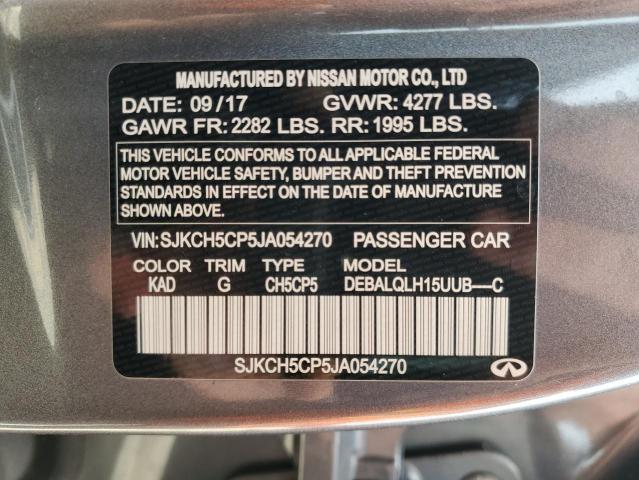 MANUFACTURED BY NISSAN MOTOR CO., LTD
DATE: 09/17 GVWR: 4277 LBS.
GAWR FR: 2282 LBS. RR: 1995 LBS.
THIS VEHICLE CONFORMS TO ALL APPLICABLE FEDERAL
MOTOR VEHICLE SAFETY, BUMPER AND THEFT PREVENTION
STANDARDS IN EFFECT ON THE DATE OF MANUFACTURE
SHOWN ABOVE.
VIN: SJKCH5CP5JA054270 PASSENGER CAR
COLOR TRIM TYPE MODEL
KAD G CH5CP5 DEBALQLH15UUB-–C
SJKCH5CP5JA054270